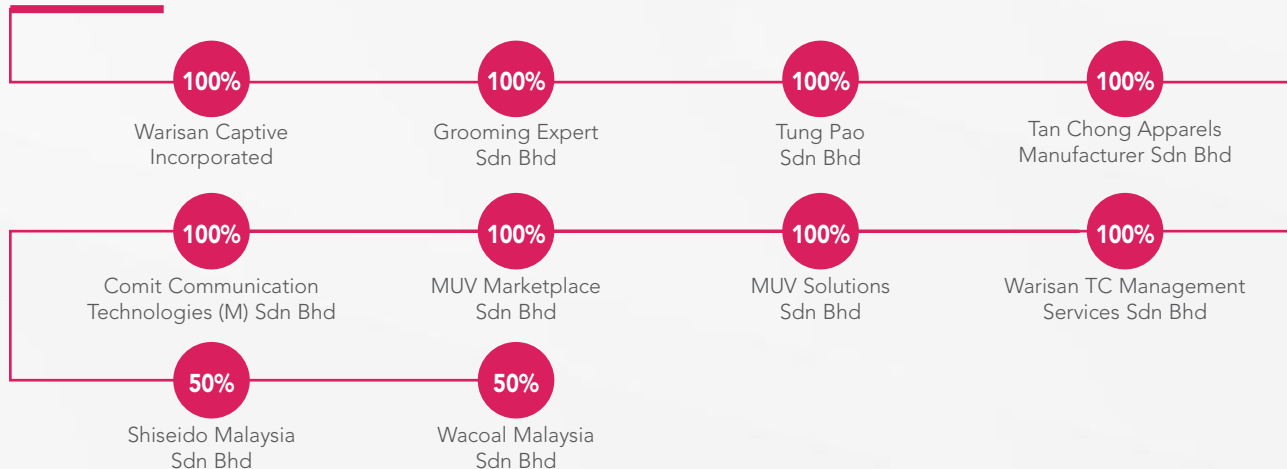 100%
Warisan Captive
Incorporated
100%
Grooming Expert
Sdn Bhd
100%
Tung Pao
Sdn Bhd
100%
Tan Chong Apparels
Manufacturer Sdn Bhd
100%
Comit Communication
Technologies (M) Sdn Bhd
100%
MUV Marketplace
Sdn Bhd
100%
MUV Solutions
Sdn Bhd
100%
Warisan TC Management
Services Sdn Bhd
50%
Shiseido Malaysia
Sdn Bhd
50%
Wacoal Malaysia
Sdn Bhd